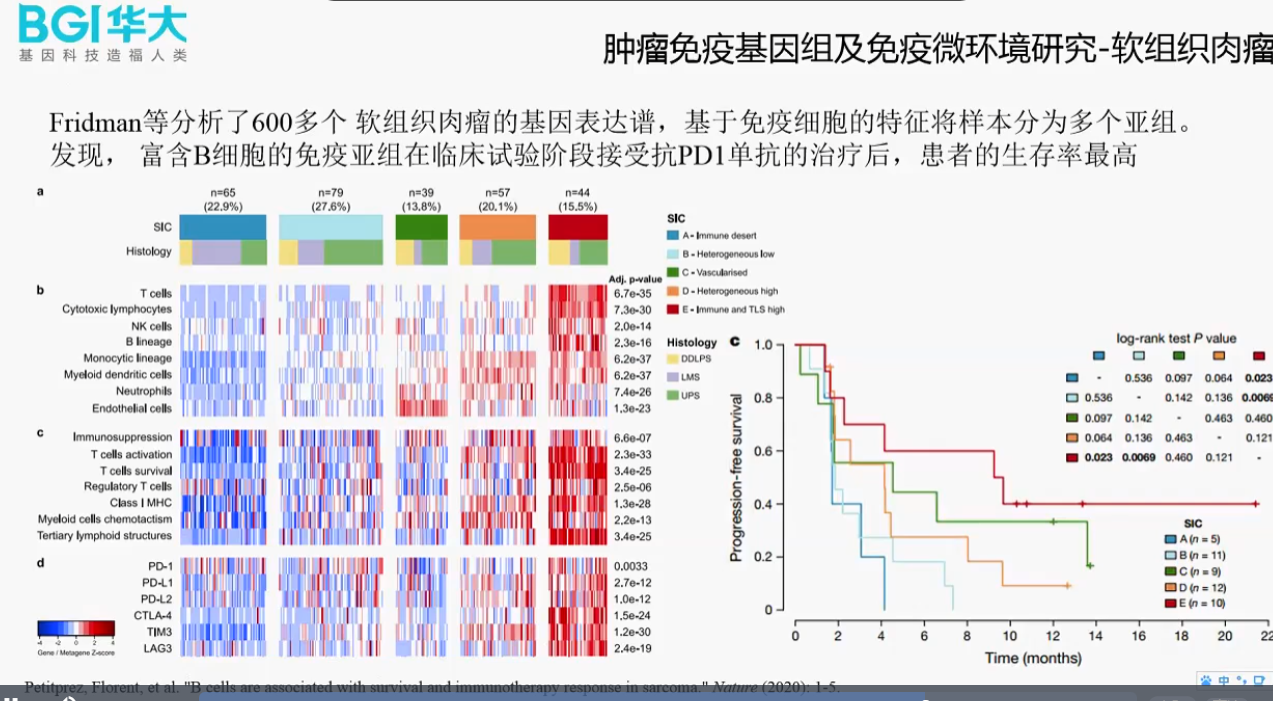 BGI华大
基因科技造福人类
肿瘤免疫基因组及免疫微环境研究-软组织肉瘤
Fridman等分析了600多个 软组织肉瘤的基因表达谱，基于免疫细胞的特征将样本分为多个亚组。
发现， 富含B细胞的免疫亚组在临床试验阶段接受抗PD1单抗的治疗后，患者的生存率最高
a
n=65 n=79 n=39 n=57 n=44
(22.9%) (27.6%) (13.8%) (20.1%) (15.5%)
SIC
Histology
SIC
A - Immune desert
B - Heterogeneous low
C - Vascularised
D - Heterogeneous high
E - Immune and TLS high
Histology
DDLPS
LMS
UPS
Adj. p-value
b
T cells 6.7e-35
Cytotoxic lymphocytes 7.3e-30
NK cells 2.0e-14
B lineage 2.3e-16
Monocytic lineage 6.2e-37
Myeloid dendritic cells 6.2e-37
Neutrophils 7.4e-26
Endothelial cells 1.3e-23
c
Immunosuppression 6.6e-07
T cells activation 2.3e-33
T cells survival 3.4e-25
Regulatory T cells 2.5e-06
Class I MHC 1.3e-28
Myeloid cells chemotactism 2.2e-13
Tertiary lymphoid structures 3.4e-25
d
PD-1 0.0033
PD-L1 2.7e-12
PD-L2 1.0e-12
CTLA-4 1.5e-24
TIM3 1.2e-30
LAG3 2.4e-19
-4 -2 0 2 4
Gene / Metagene Z-score
c
log-rank test P value
- 0.536 0.097 0.064 0.023
0.536 - 0.142 0.136 0.0069
0.097 0.142 - 0.463 0.460
0.064 0.136 0.463 - 0.121
0.023 0.0069 0.460 0.121 -
Progression-free survival
1.0
0.8
0.6
0.4
0.2
0
SIC
A (n = 5)
B (n = 11)
C (n = 9)
D (n = 12)
E (n = 10)
0 2 4 6 8 10 12 14 16 18 20 22
Time (months)
Petitprez, Florent, et al. "B cells are associated with survival and immunotherapy response in sarcoma." Nature (2020): 1-5.
中